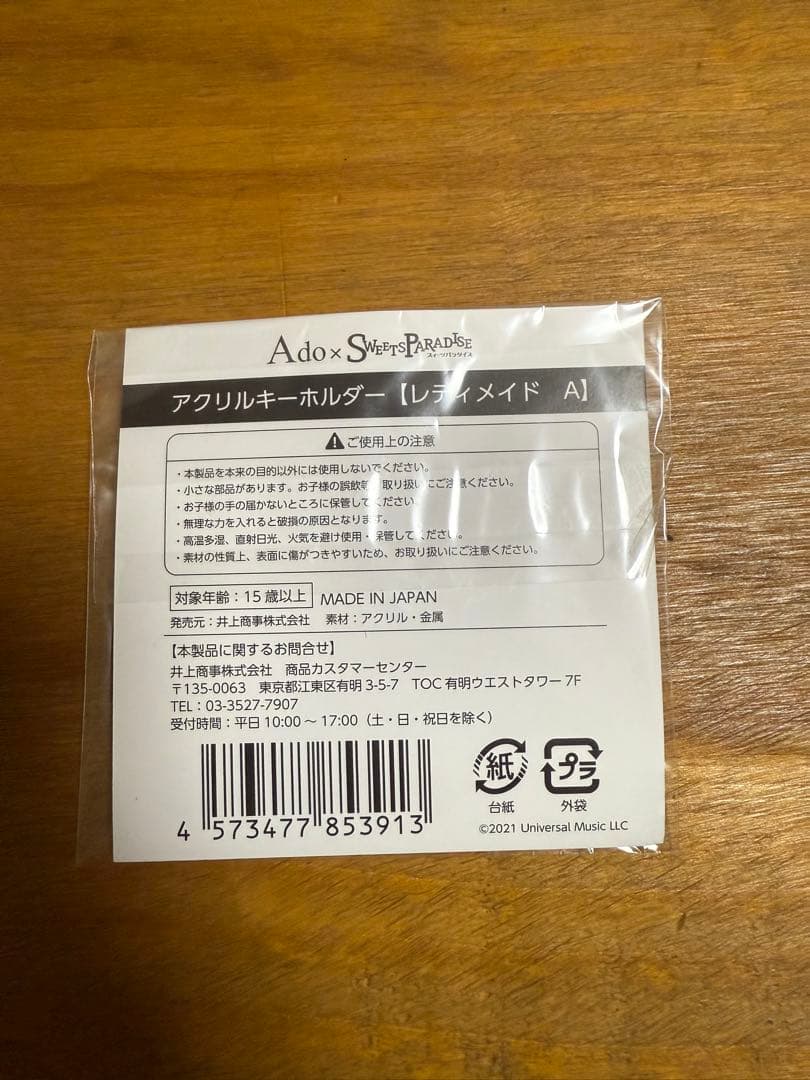 Ado×SWEETSPARADISE
スイーツパラダイス
アクリルキーホルダー【レディメイド　A】
⚠ご使用上の注意
・本製品を本来の目的以外には使用しないでください。
・小さな部品があります。お子様の誤飲等、取り扱いにご注意ください。
・お子様の手の届かないところに保管してください。
・無理な力を入れると破損の原因となります。
・高温多湿、直射日光、火気を避け使用・保管してください。
・素材の性質上、表面に傷がつきやすいため、お取り扱いにご注意ください。
対象年齢：15歳以上　MADE IN JAPAN
発売元：井上商事株式会社　素材：アクリル・金属
【本製品に関するお問合せ】
井上商事株式会社　商品カスタマーセンター
〒135-0063　東京都江東区有明3-5-7　TOC有明ウエストタワー7F
TEL：03-3527-7907
受付時間：平日10:00～17:00（土・日・祝日を除く）
紙
プラ
台紙
外袋
4 573477 853913
©2021 Universal Music LLC